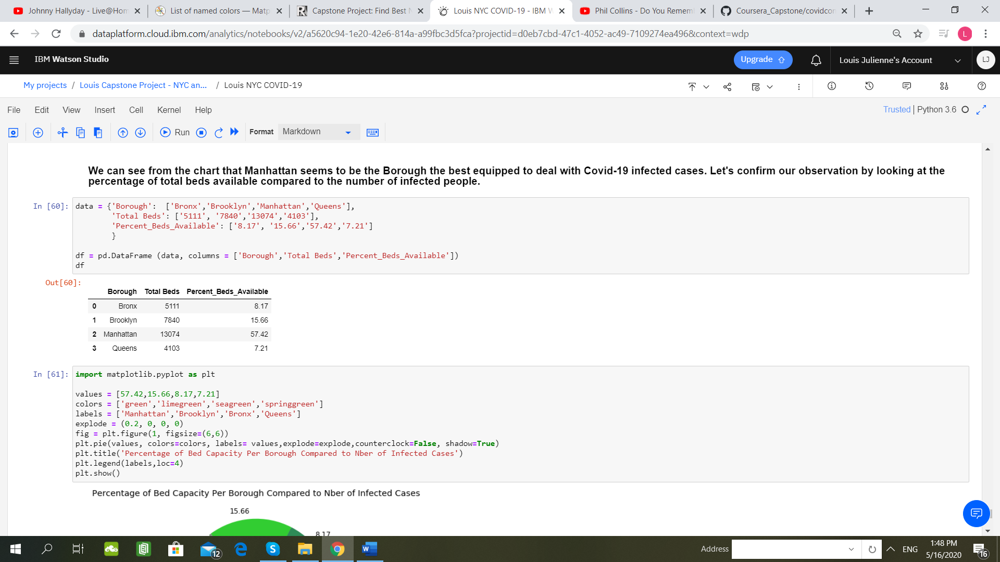 Johnny Hallyday - Live@Hom
List of named colors — Matp
Capstone Project: Find Best N
Louis NYC COVID-19 - IBM W
Phil Collins - Do You Rememb
Coursera_Capstone/covidcon
dataplatform.cloud.ibm.com/analytics/notebooks/v2/a5620c94-1e20-42e6-814a-a99fbc3d5fca?projectid=d0eb7cbd-47c1-4052-ac49-7109274ea496&context=wdp
L
IBM Watson Studio
Upgrade
Louis Julienne's Account
LJ
My projects / Louis Capstone Project - NYC an... / Louis NYC COVID-19
File Edit View Insert Cell Kernel Help
Trusted | Python 3.6
Run
Format
Markdown
We can see from the chart that Manhattan seems to be the Borough the best equipped to deal with Covid-19 infected cases. Let's confirm our observation by looking at the
percentage of total beds available compared to the number of infected people.
In [60]: data = {'Borough':  ['Bronx','Brooklyn','Manhattan','Queens'],
'Total Beds': ['5111', '7840','13074','4103'],
'Percent_Beds_Available': ['8.17', '15.66','57.42','7.21']
}
df = pd.DataFrame (data, columns = ['Borough','Total Beds','Percent_Beds_Available'])
df
Out[60]:
Borough Total Beds Percent_Beds_Available
0 Bronx 5111 8.17
1 Brooklyn 7840 15.66
2 Manhattan 13074 57.42
3 Queens 4103 7.21
In [61]: import matplotlib.pyplot as plt
values = [57.42,15.66,8.17,7.21]
colors = ['green','limegreen','seagreen','springgreen']
labels = ['Manhattan','Brooklyn','Bronx','Queens']
explode = (0.2, 0, 0, 0)
fig = plt.figure(1, figsize=(6,6))
plt.pie(values, colors=colors, labels= values,explode=explode,counterclock=False, shadow=True)
plt.title('Percentage of Bed Capacity Per Borough Compared to Nber of Infected Cases')
plt.legend(labels,loc=4)
plt.show()
Percentage of Bed Capacity Per Borough Compared to Nber of Infected Cases
15.66
8.17
12
Address
ENG
1:48 PM
5/16/2020
16